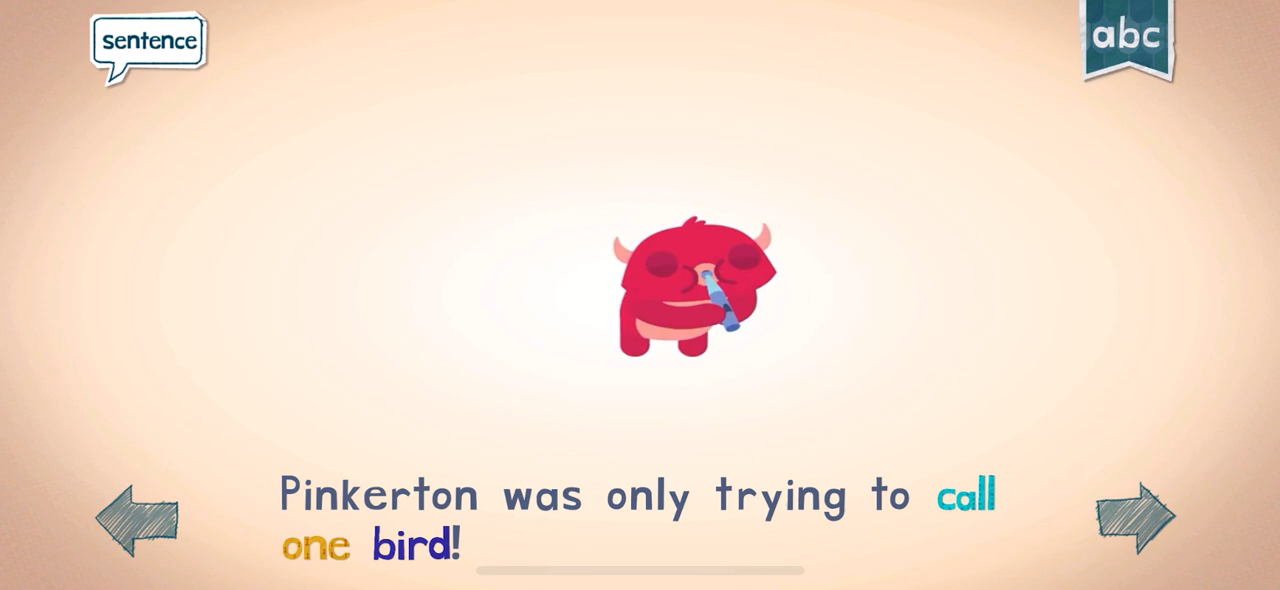 sentence
abc
Pinkerton was only trying to call
one bird!